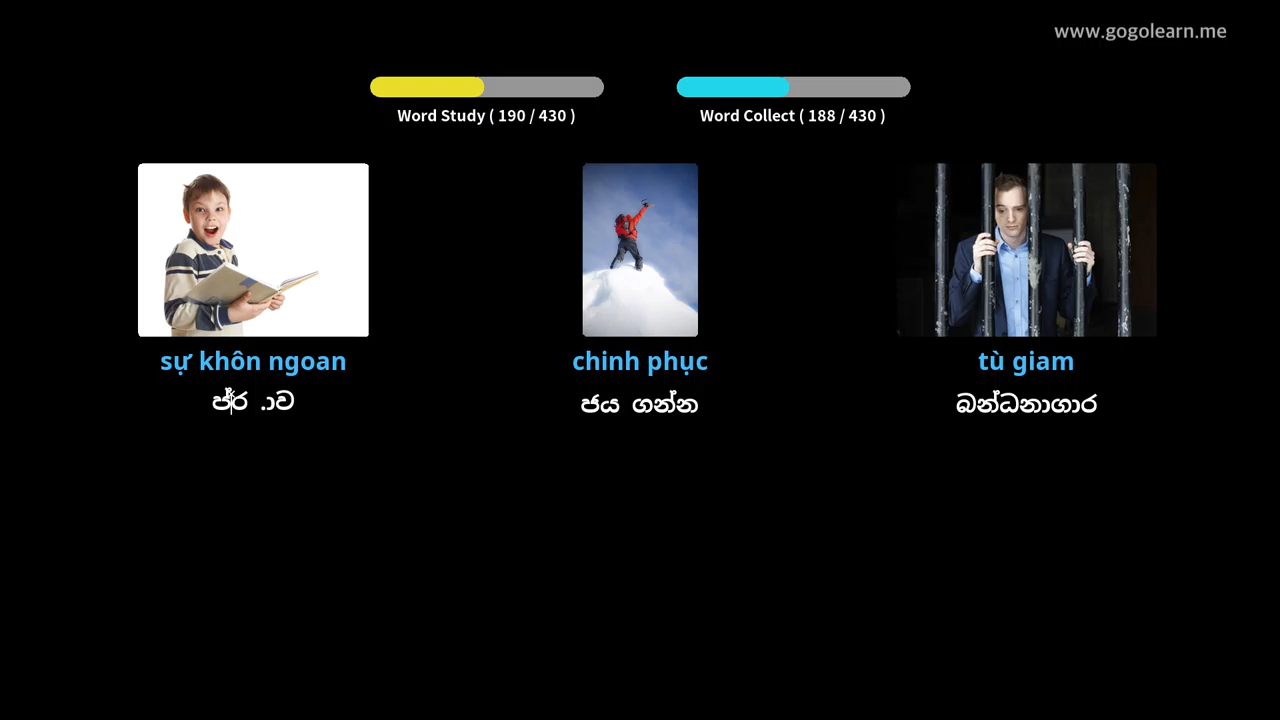 www.gogolearn.me
Word Study ( 190 / 430 )
Word Collect ( 188 / 430 )
sự khôn ngoan
chinh phục
tù giam
ජය ගන්න
බන්ධනාගාර